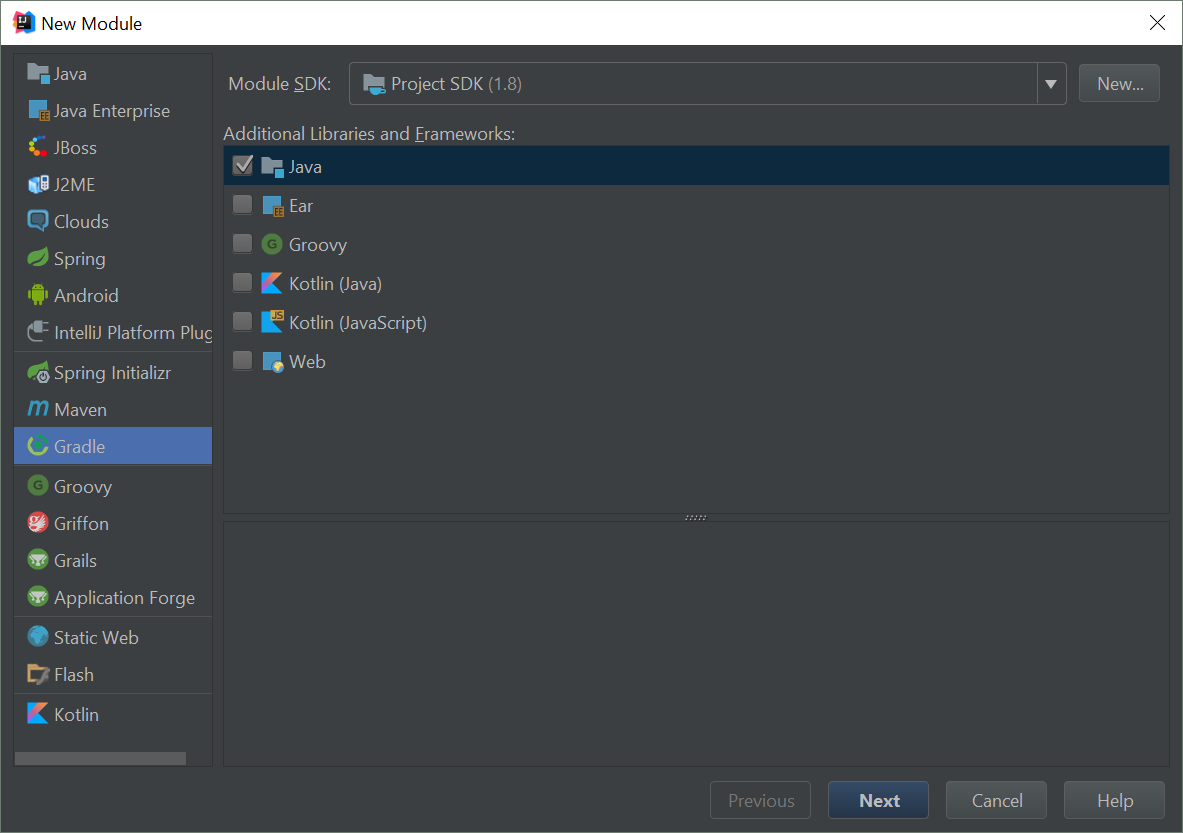 New Module
Java
Java Enterprise
JBoss
J2ME
Clouds
Spring
Android
IntelliJ Platform Plug
Spring Initializr
Maven
Gradle
Groovy
Griffon
Grails
Application Forge
Static Web
Flash
Kotlin
Module SDK: Project SDK (1.8) New...
Additional Libraries and Frameworks:
Java
Ear
Groovy
Kotlin (Java)
Kotlin (JavaScript)
Web
Previous Next Cancel Help